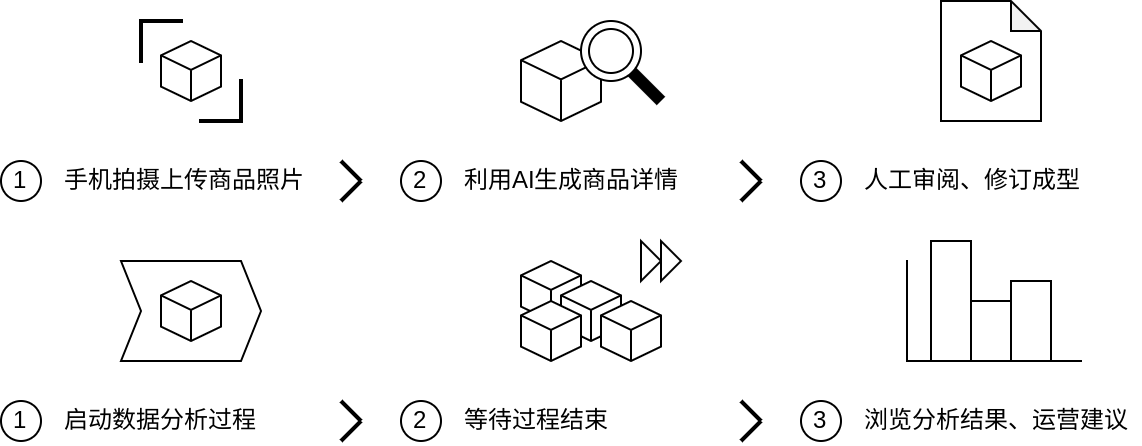 1 手机拍摄上传商品照片
2 利用AI生成商品详情
3 人工审阅、修订成型
1 启动数据分析过程
2 等待过程结束
3 浏览分析结果、运营建议